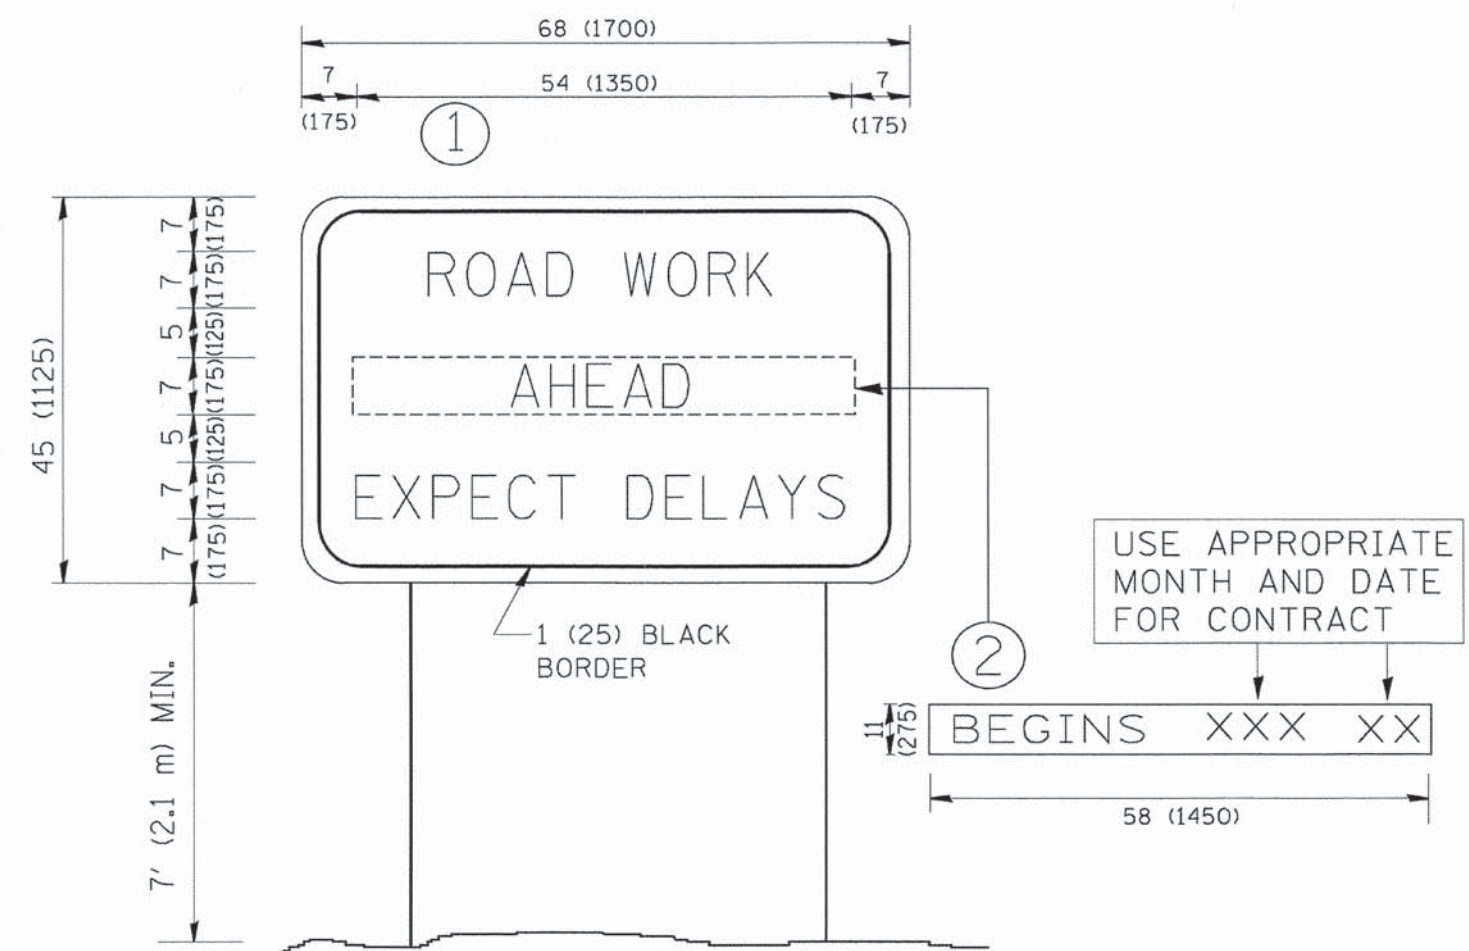 68 (1700)
7
54 (1350)
7
(175)
(175)
1
45 (1125)
7
(175)
7
(175)
5
(125)
7
(175)
5
(125)
7
(175)
7
(175)
ROAD WORK
AHEAD
EXPECT DELAYS
1 (25) BLACK
BORDER
7' (2.1 m) MIN.
2
USE APPROPRIATE
MONTH AND DATE
FOR CONTRACT
11
(275)
BEGINS XXX XX
58 (1450)